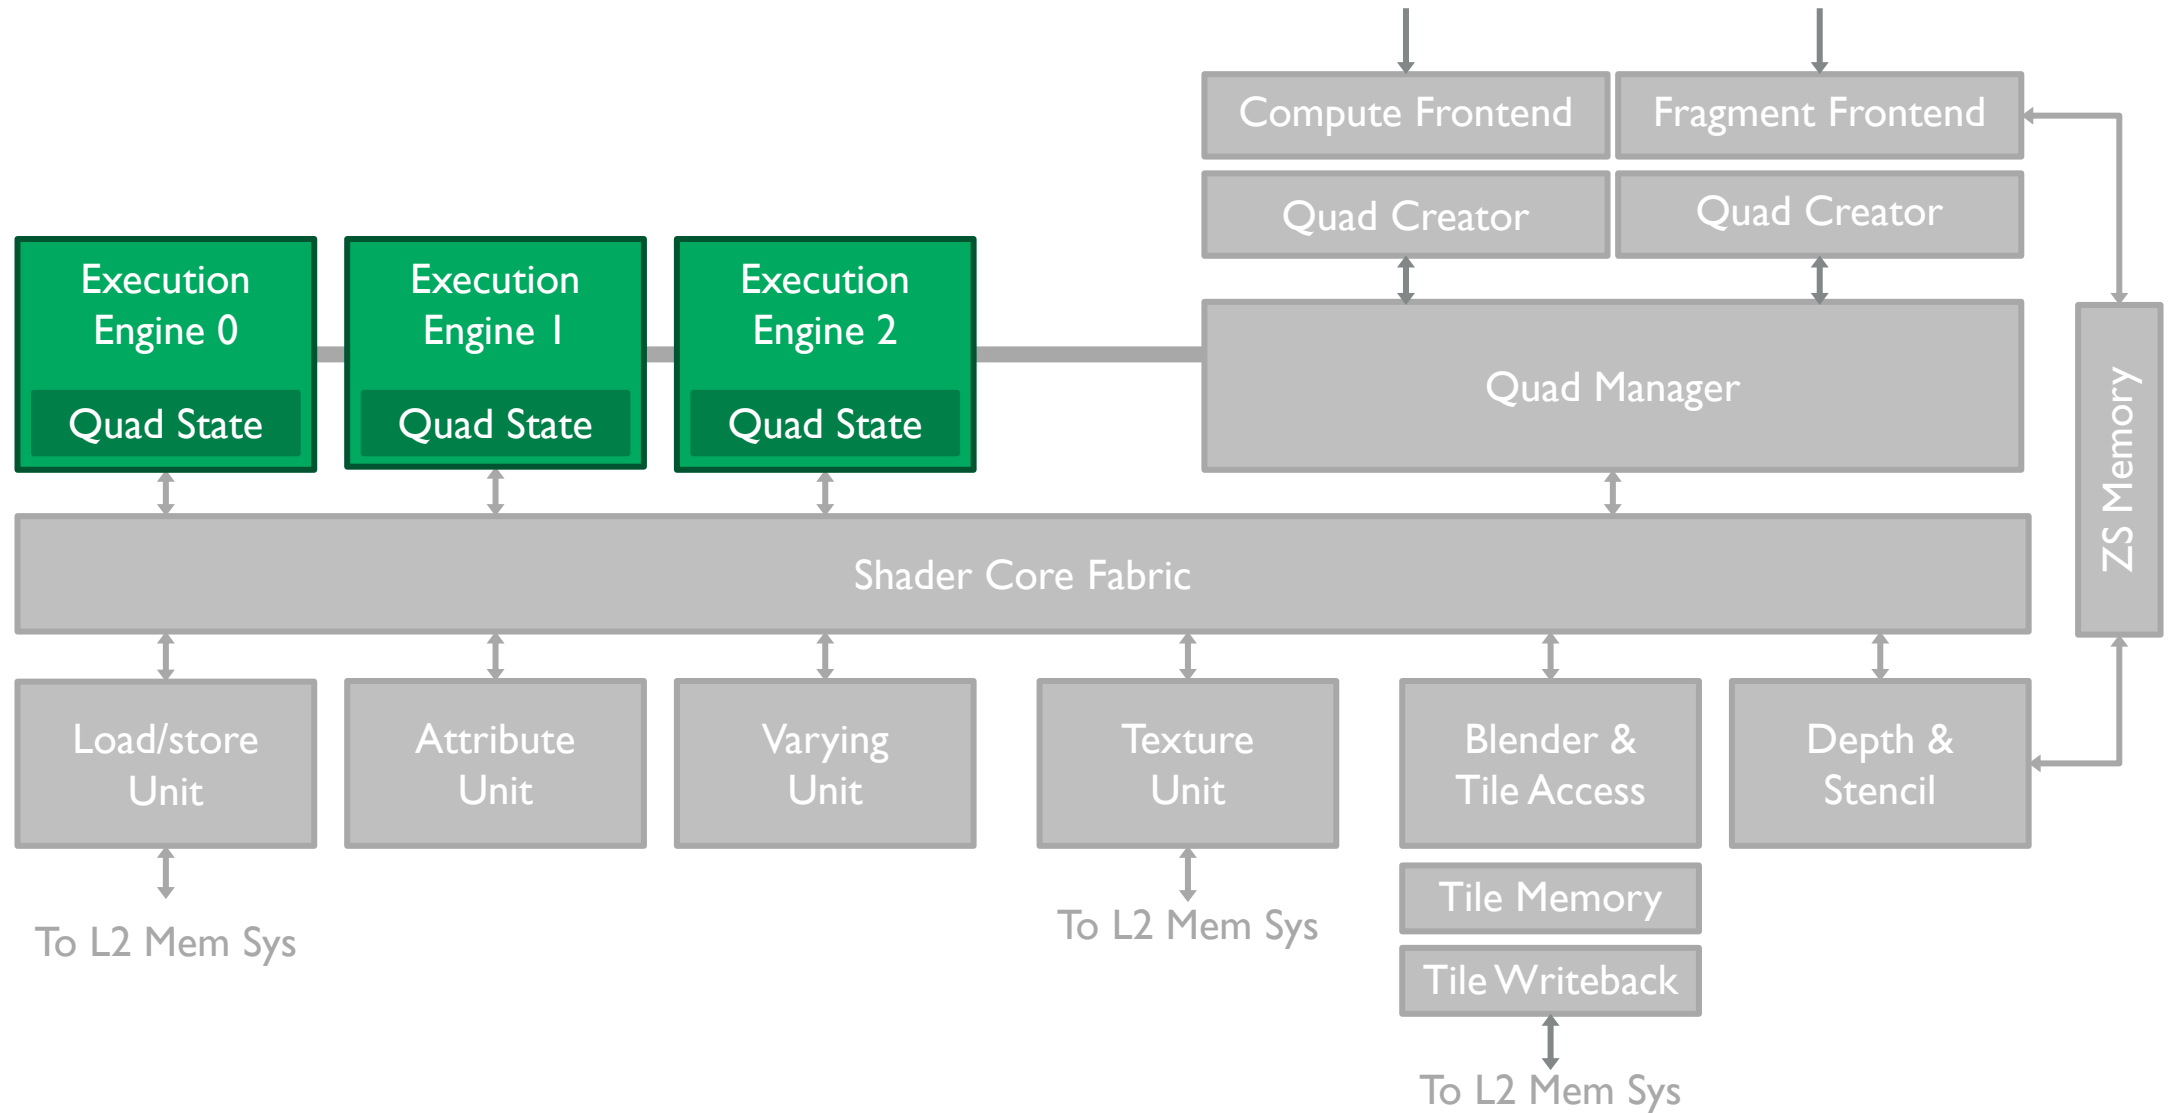 Compute Frontend
Fragment Frontend
Quad Creator
Quad Creator
Execution
Engine 0
Quad State
Execution
Engine 1
Quad State
Execution
Engine 2
Quad State
Quad Manager
ZS Memory
Shader Core Fabric
Load/store
Unit
Attribute
Unit
Varying
Unit
Texture
Unit
Blender &
Tile Access
Depth &
Stencil
Tile Memory
To L2 Mem Sys
To L2 Mem Sys
Tile Writeback
To L2 Mem Sys